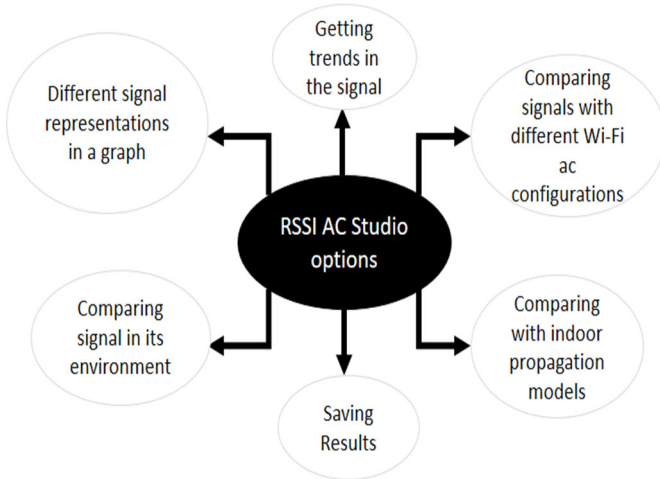 Getting
trends in
the signal
Different signal
representations
in a graph
Comparing
signals with
different Wi-Fi
ac
configurations
RSSI AC Studio
options
Comparing
signal in its
environment
Comparing
with indoor
propagation
models
Saving
Results